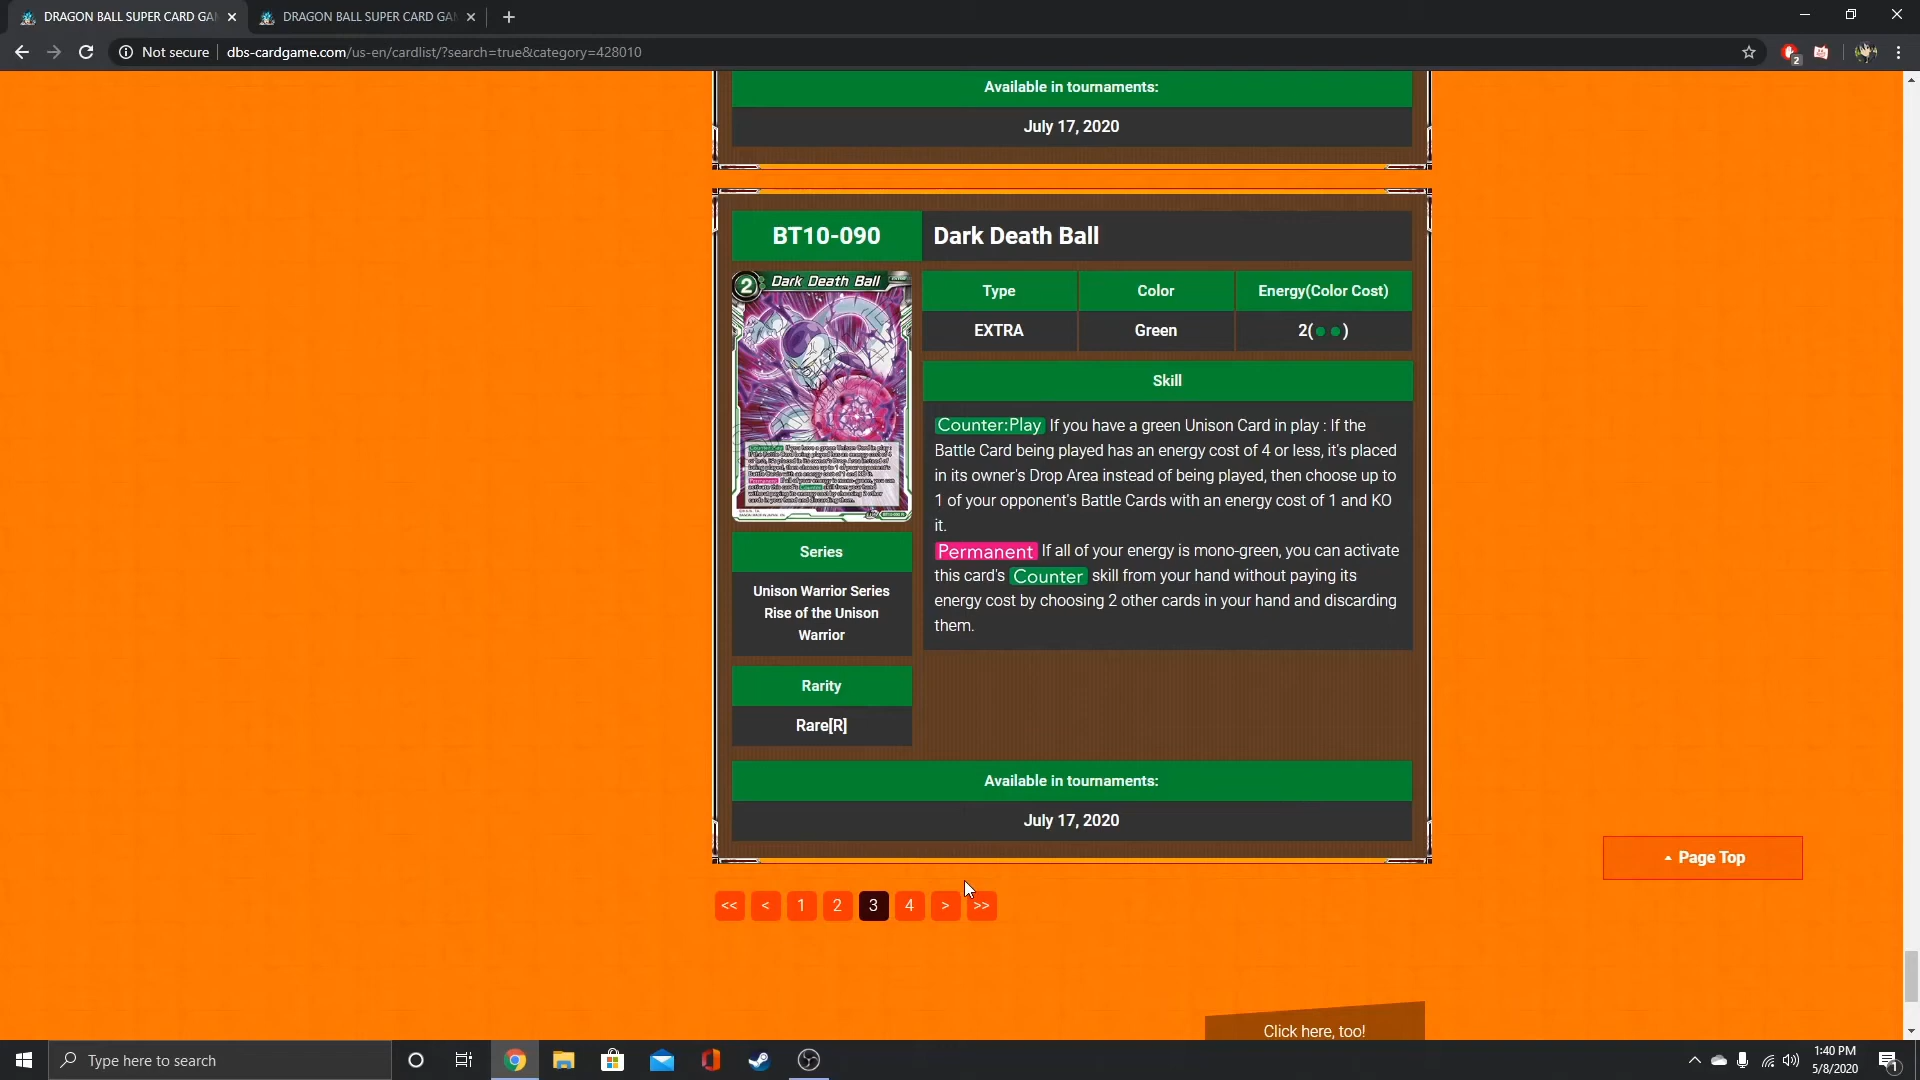 DRAGON BALL SUPER CARD GA
DRAGON BALL SUPER CARD GA
Not secure
dbs-cardgame.com/us-en/cardlist/?search=true&category=428010
2
Available in tournaments:
July 17, 2020
BT10-090
Dark Death Ball
2
Dark Death Ball
Type
Color
Energy(Color Cost)
EXTRA
Green
2( )
Skill
Counter:Play If you have a green Unison Card in play : If the
Battle Card being played has an energy cost of 4 or less, it's placed
in its owner's Drop Area instead of being played, then choose up to
1 of your opponent's Battle Cards with an energy cost of 1 and KO
it.
Permanent If all of your energy is mono-green, you can activate
this card's Counter skill from your hand without paying its
energy cost by choosing 2 other cards in your hand and discarding
them.
Series
Unison Warrior Series
Rise of the Unison
Warrior
Rarity
Rare[R]
Available in tournaments:
July 17, 2020
Page Top
<< < 1 2 3 4 > >>
Click here, too!
Type here to search
1:40 PM
5/8/2020
1